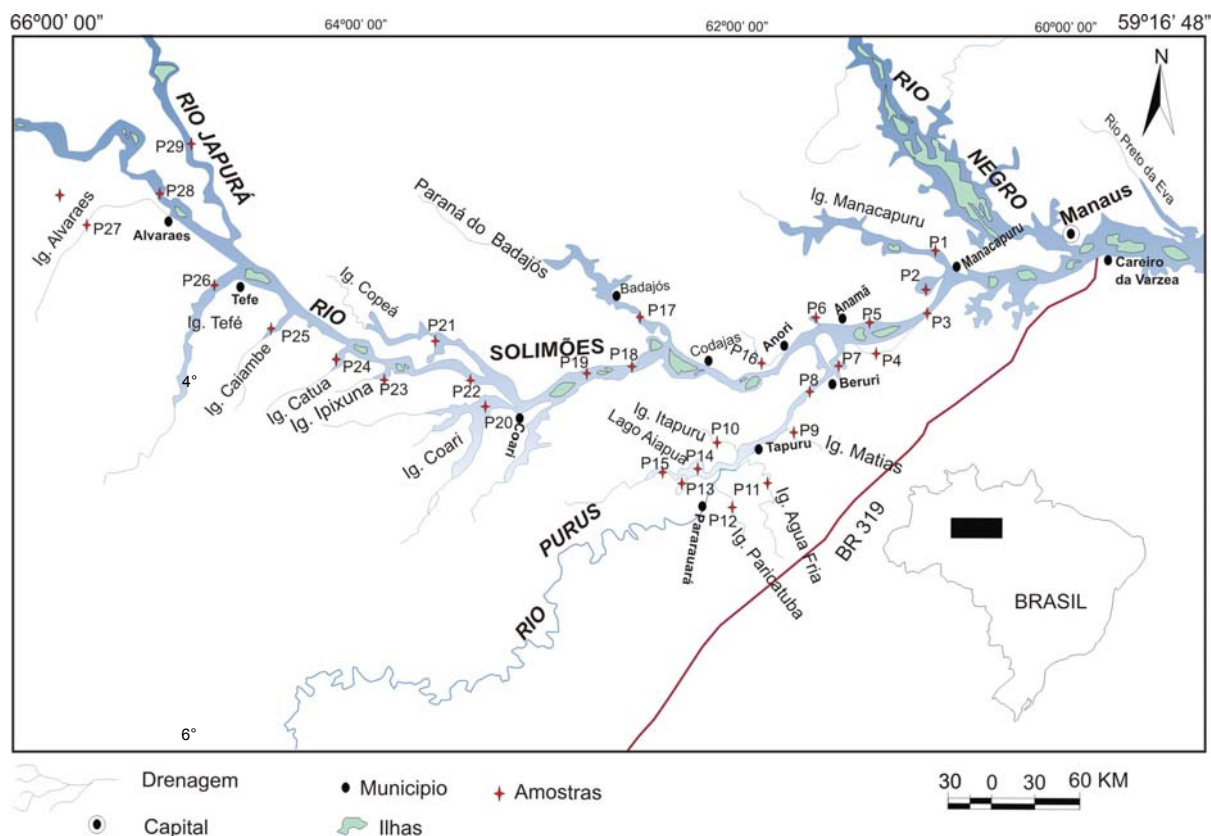 66º00' 00"
64º00' 00"
62º00' 00"
60º00' 00"
59º16' 48"
N
RIO JAPURÁ
RIO
NEGRO
Rio Preto da Eva
P29
P28
Ig. Alvaraes
P27
Alvaraes
Paraná do Badajós
Ig. Manacapuru
Manaus
P1
Manacapuru
Careiro
da Varzea
P26
Tefe
Ig. Tefé
P2
Ig. Copeá
Badajós
P17
P6
Anamã
P5
P3
P25
RIO
P21
SOLIMÕES
Codajas
P16
Anori
P4
Ig. Caiambe
P24
P19
P18
P7
4°
Ig. Catua
P23
P22
P8
Beruri
Ig. Ipixuna
P20
Coari
Ig. Coari
Ig. Itapuru
P10
P9
Lago Aiapua
Tapuru
Ig. Matias
P15
P14
P13
P11
PURUS
P12
Ig. Agua Fria
Pararauará
Ig. Paricatuba
BR 319
RIO
BRASIL
6°
Drenagem
Municipio
Amostras
30 0 30 60 KM
Capital
Ilhas